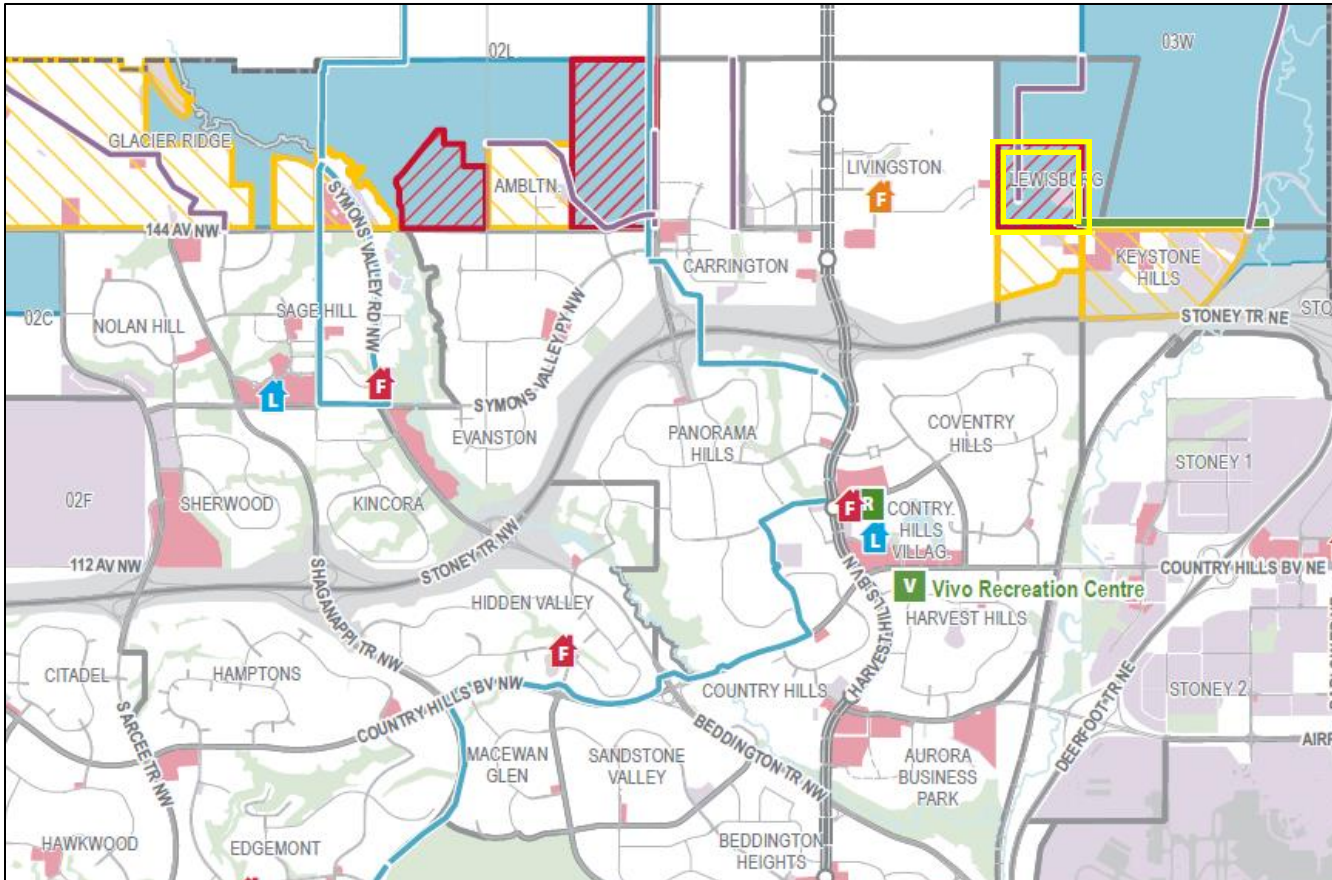 02L
03W
GLACIER RIDGE
LIVINGSTON
F
LEWISBURG
AMBLTN.
SYMONS VALLEY RD NW
144 AV NW
CARRINGTON
KEYSTONE
HILLS
02C
NOLAN HILL
SAGE HILL
STONEY TR NE
STO
L
F
SYMONS VALLEY PY NW
EVANSTON
PANORAMA
HILLS
COVENTRY
HILLS
STONEY 1
02F
SHERWOOD
KINCORA
F
R
CONTRY.
HILLS
VILLAG.
L
112 AV NW
STONEY TR NW
COUNTRY HILLS BV NE
V Vivo Recreation Centre
SHAGANAPPI TR NW
HIDDEN VALLEY
HARVEST HILLS
F
HARVEST HILLS BV N
CITADEL
HAMPTONS
COUNTRY HILLS
STONEY 2
SARCEE TR NW
COUNTRY HILLS BV NW
BEDDINGTON TR NW
DEERFOOT TR NE
AIRP
MACEWAN
GLEN
SANDSTONE
VALLEY
AURORA
BUSINESS
PARK
HAWKWOOD
EDGEMONT
BEDDINGTON
HEIGHTS